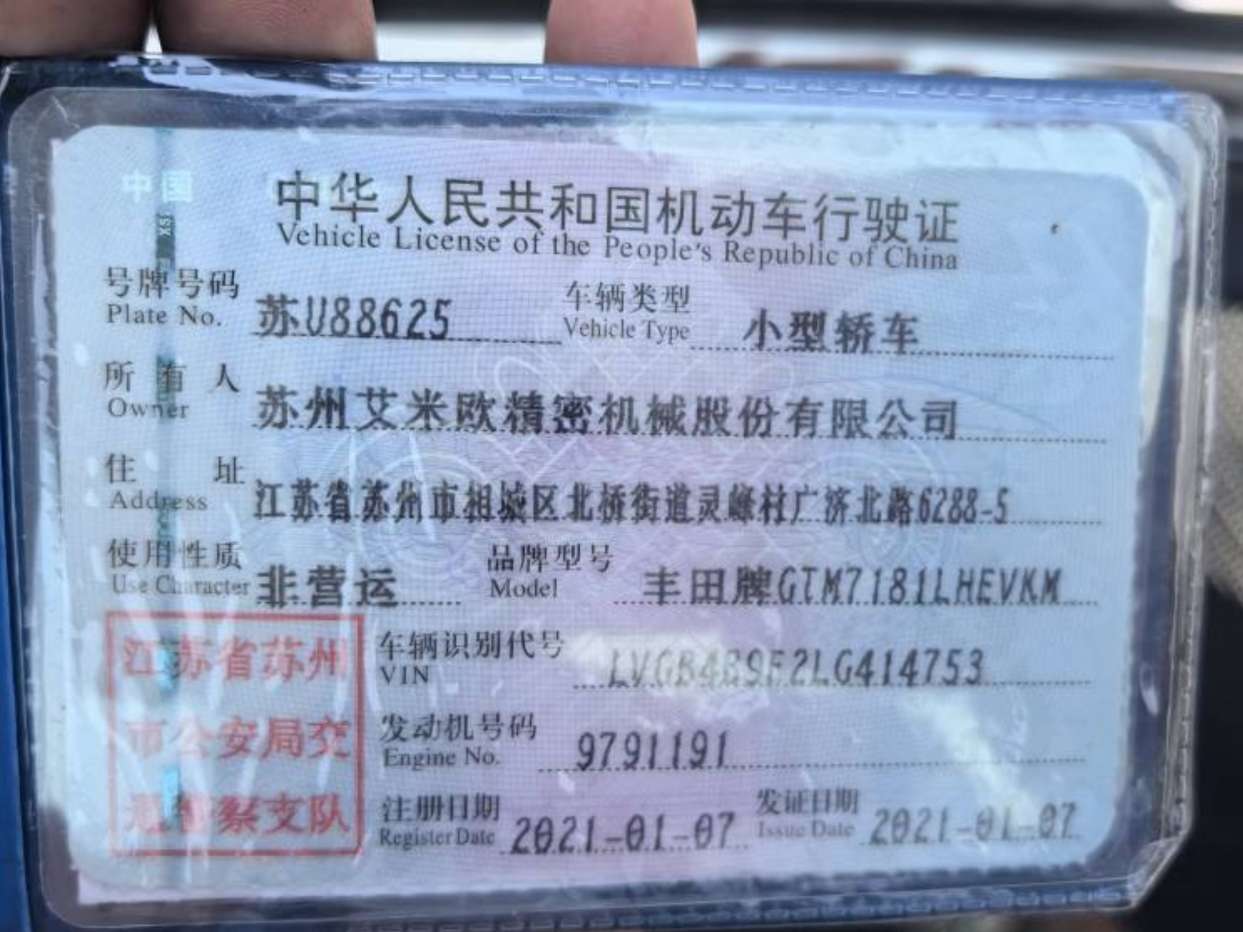 中国
中华人民共和国机动车行驶证
Vehicle License of the People's Republic of China
号牌号码 苏U88625 车辆类型 小型轿车
Plate No. Vehicle Type
所有人 苏州艾米欧精密机械股份有限公司
Owner
住址 江苏省苏州市相城区北桥街道灵峰村广济北路6288-5
Address
使用性质 非营运 品牌型号 丰田牌GTM7181LHEVKM
Use Character Model
江苏省苏州
市公安局交
通警察支队
车辆识别代号 LVGB4B9F2LG414753
VIN
发动机号码 9791191
Engine No.
注册日期 2021-01-07 发证日期 2021-01-07
Register Date Issue Date